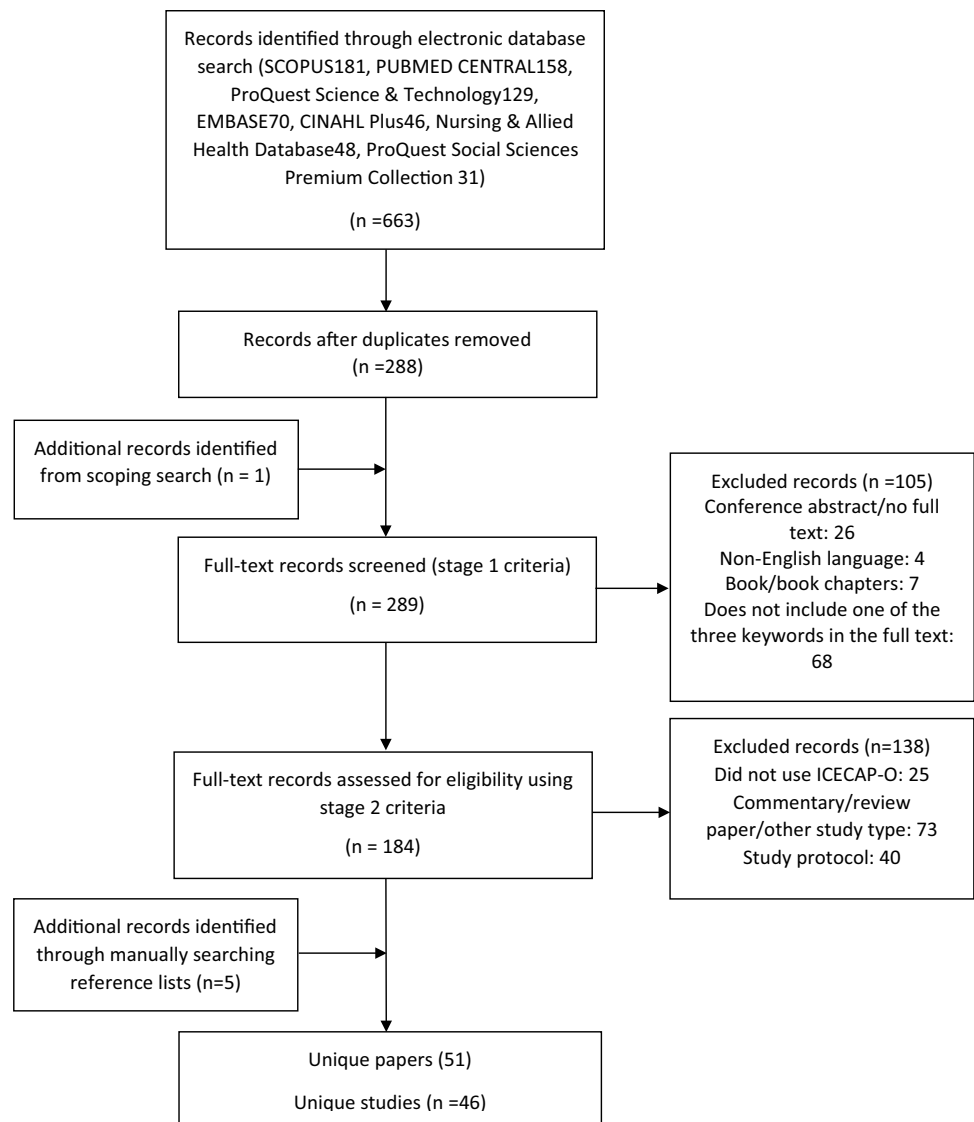 Records identified through electronic database
search (SCOPUS181, PUBMED CENTRAL158,
ProQuest Science & Technology129,
EMBASE70, CINAHL Plus46, Nursing & Allied
Health Database48, ProQuest Social Sciences
Premium Collection 31)
(n =663)
Records after duplicates removed
(n =288)
Additional records identified
from scoping search (n = 1)
Full-text records screened (stage 1 criteria)
(n = 289)
Excluded records (n =105)
Conference abstract/no full
text: 26
Non-English language: 4
Book/book chapters: 7
Does not include one of the
three keywords in the full text:
68
Full-text records assessed for eligibility using
stage 2 criteria
(n = 184)
Excluded records (n=138)
Did not use ICECAP-O: 25
Commentary/review
paper/other study type: 73
Study protocol: 40
Additional records identified
through manually searching
reference lists (n=5)
Unique papers (51)
Unique studies (n =46)